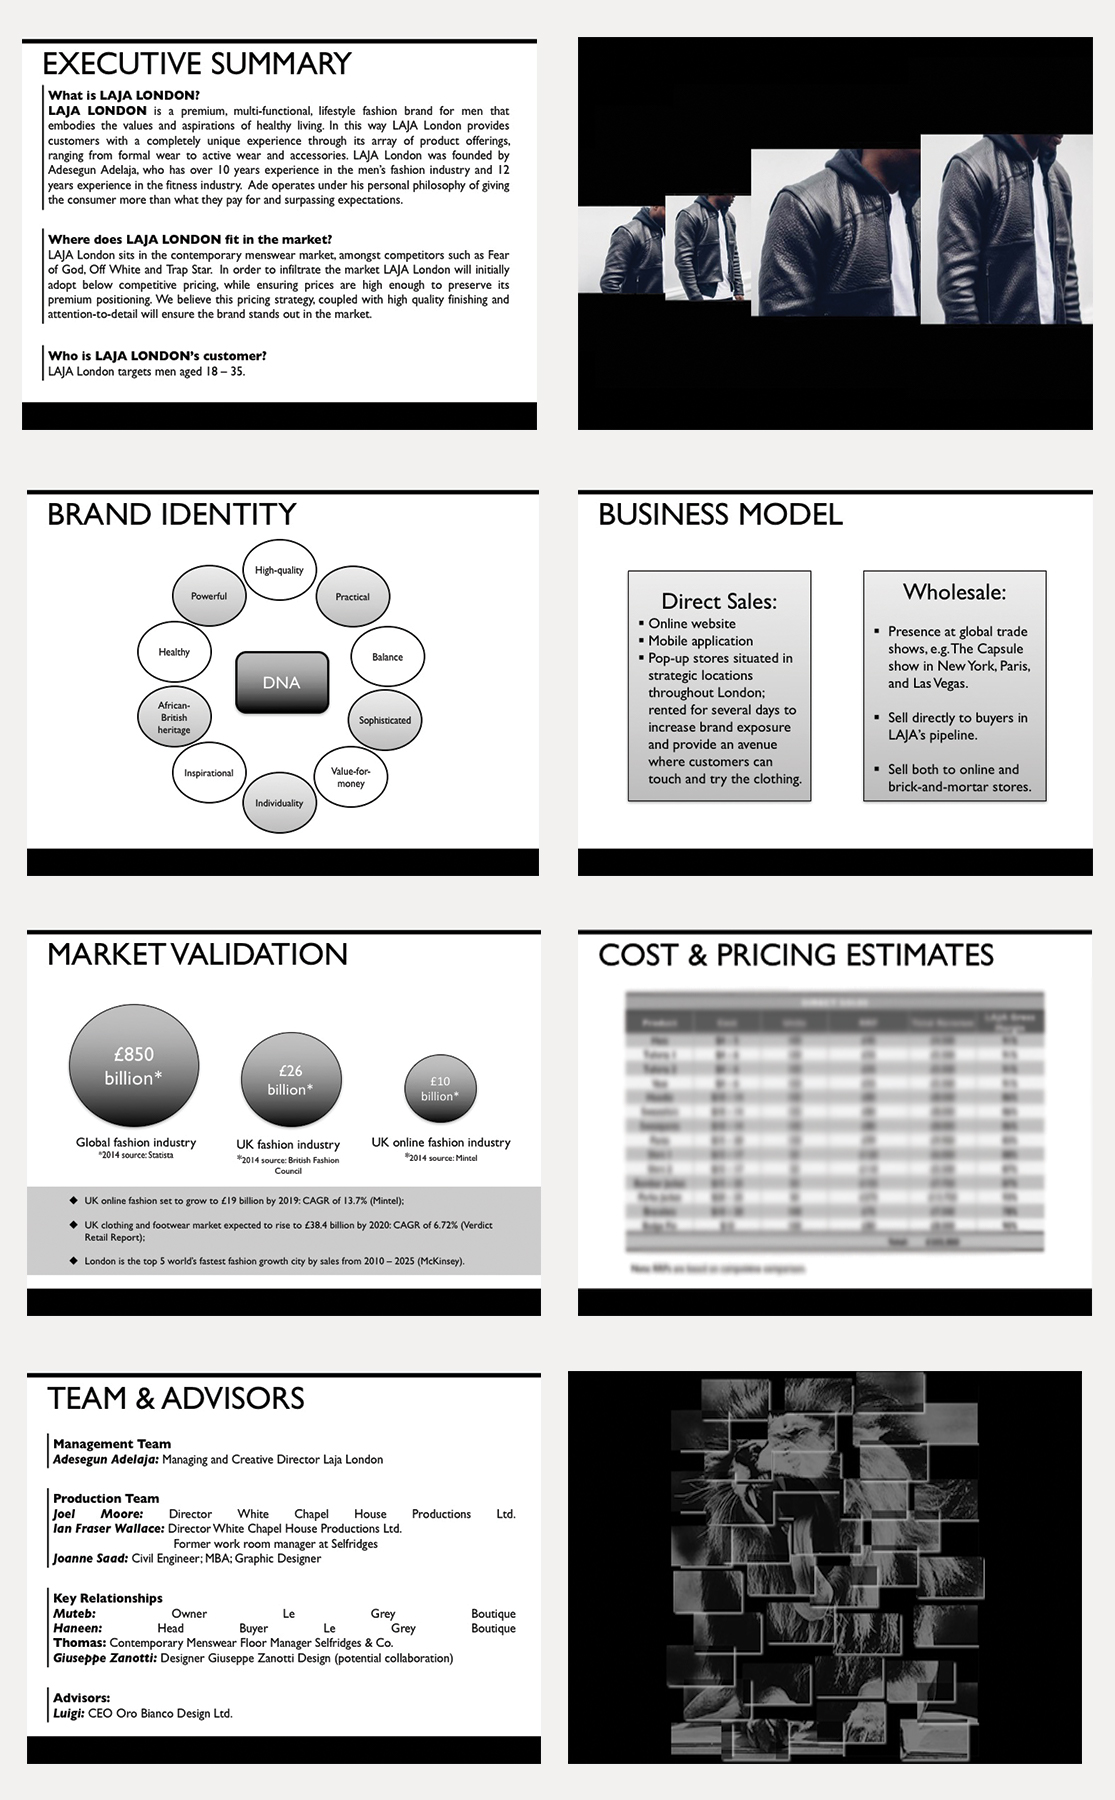 EXECUTIVE SUMMARY
What is LAJA LONDON?
LAJA LONDON is a premium, multi-functional, lifestyle fashion brand for men that
embodies the values and aspirations of healthy living. In this way LAJA London provides
customers with a completely unique experience through its array of product offerings,
ranging from formal wear to active wear and accessories. LAJA London was founded by
Adesegun Adelaja, who has over 10 years experience in the men's fashion industry and 12
years experience in the fitness industry. Ade operates under his personal philosophy of giving
the consumer more than what they pay for and surpassing expectations.
Where does LAJA LONDON fit in the market?
LAJA London sits in the contemporary menswear market, amongst competitors such as Fear
of God, Off White and Trap Star. In order to infiltrate the market LAJA London will initially
adopt below competitive pricing, while ensuring prices are high enough to preserve its
premium positioning. We believe this pricing strategy, coupled with high quality finishing and
attention-to-detail will ensure the brand stands out in the market.
Who is LAJA LONDON's customer?
LAJA London targets men aged 18 – 35.
BRAND IDENTITY
High-quality
Powerful
Practical
Healthy
Balance
DNA
African-
British
heritage
Sophisticated
Inspirational
Value-for-
money
Individuality
BUSINESS MODEL
Direct Sales:
▪ Online website
▪ Mobile application
▪ Pop-up stores situated in
strategic locations
throughout London;
rented for several days to
increase brand exposure
and provide an avenue
where customers can
touch and try the clothing.
Wholesale:
▪ Presence at global trade
shows, e.g. The Capsule
show in New York, Paris,
and Las Vegas.
▪ Sell directly to buyers in
LAJA's pipeline.
▪ Sell both to online and
brick-and-mortar stores.
MARKET VALIDATION
£850
billion*
£26
billion*
£10
billion*
Global fashion industry
*2014 source: Statista
UK fashion industry
*2014 source: British Fashion
Council
UK online fashion industry
*2014 source: Mintel
◆ UK online fashion set to grow to £19 billion by 2019: CAGR of 13.7% (Mintel);
◆ UK clothing and footwear market expected to rise to £38.4 billion by 2020: CAGR of 6.72% (Verdict
Retail Report);
◆ London is the top 5 world's fastest fashion growth city by sales from 2010 – 2025 (McKinsey).
COST & PRICING ESTIMATES
TEAM & ADVISORS
Management Team
Adesegun Adelaja: Managing and Creative Director Laja London
Production Team
Joel Moore: Director White Chapel House Productions Ltd.
Ian Fraser Wallace: Director White Chapel House Productions Ltd.
Former work room manager at Selfridges
Joanne Saad: Civil Engineer; MBA; Graphic Designer
Key Relationships
Muteb: Owner Le Grey Boutique
Haneen: Head Buyer Le Grey Boutique
Thomas: Contemporary Menswear Floor Manager Selfridges & Co.
Giuseppe Zanotti: Designer Giuseppe Zanotti Design (potential collaboration)
Advisors:
Luigi: CEO Oro Bianco Design Ltd.